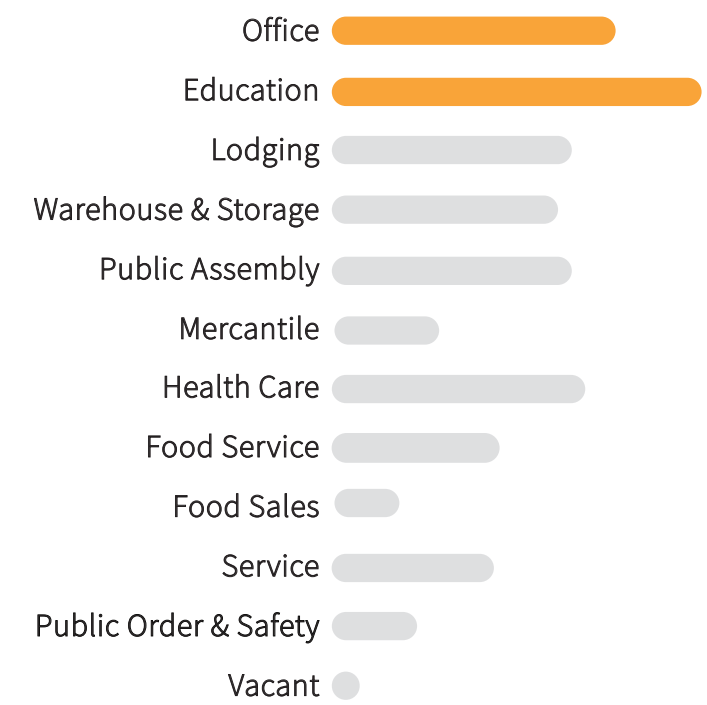 Office
Education
Lodging
Warehouse & Storage
Public Assembly
Mercantile
Health Care
Food Service
Food Sales
Service
Public Order & Safety
Vacant